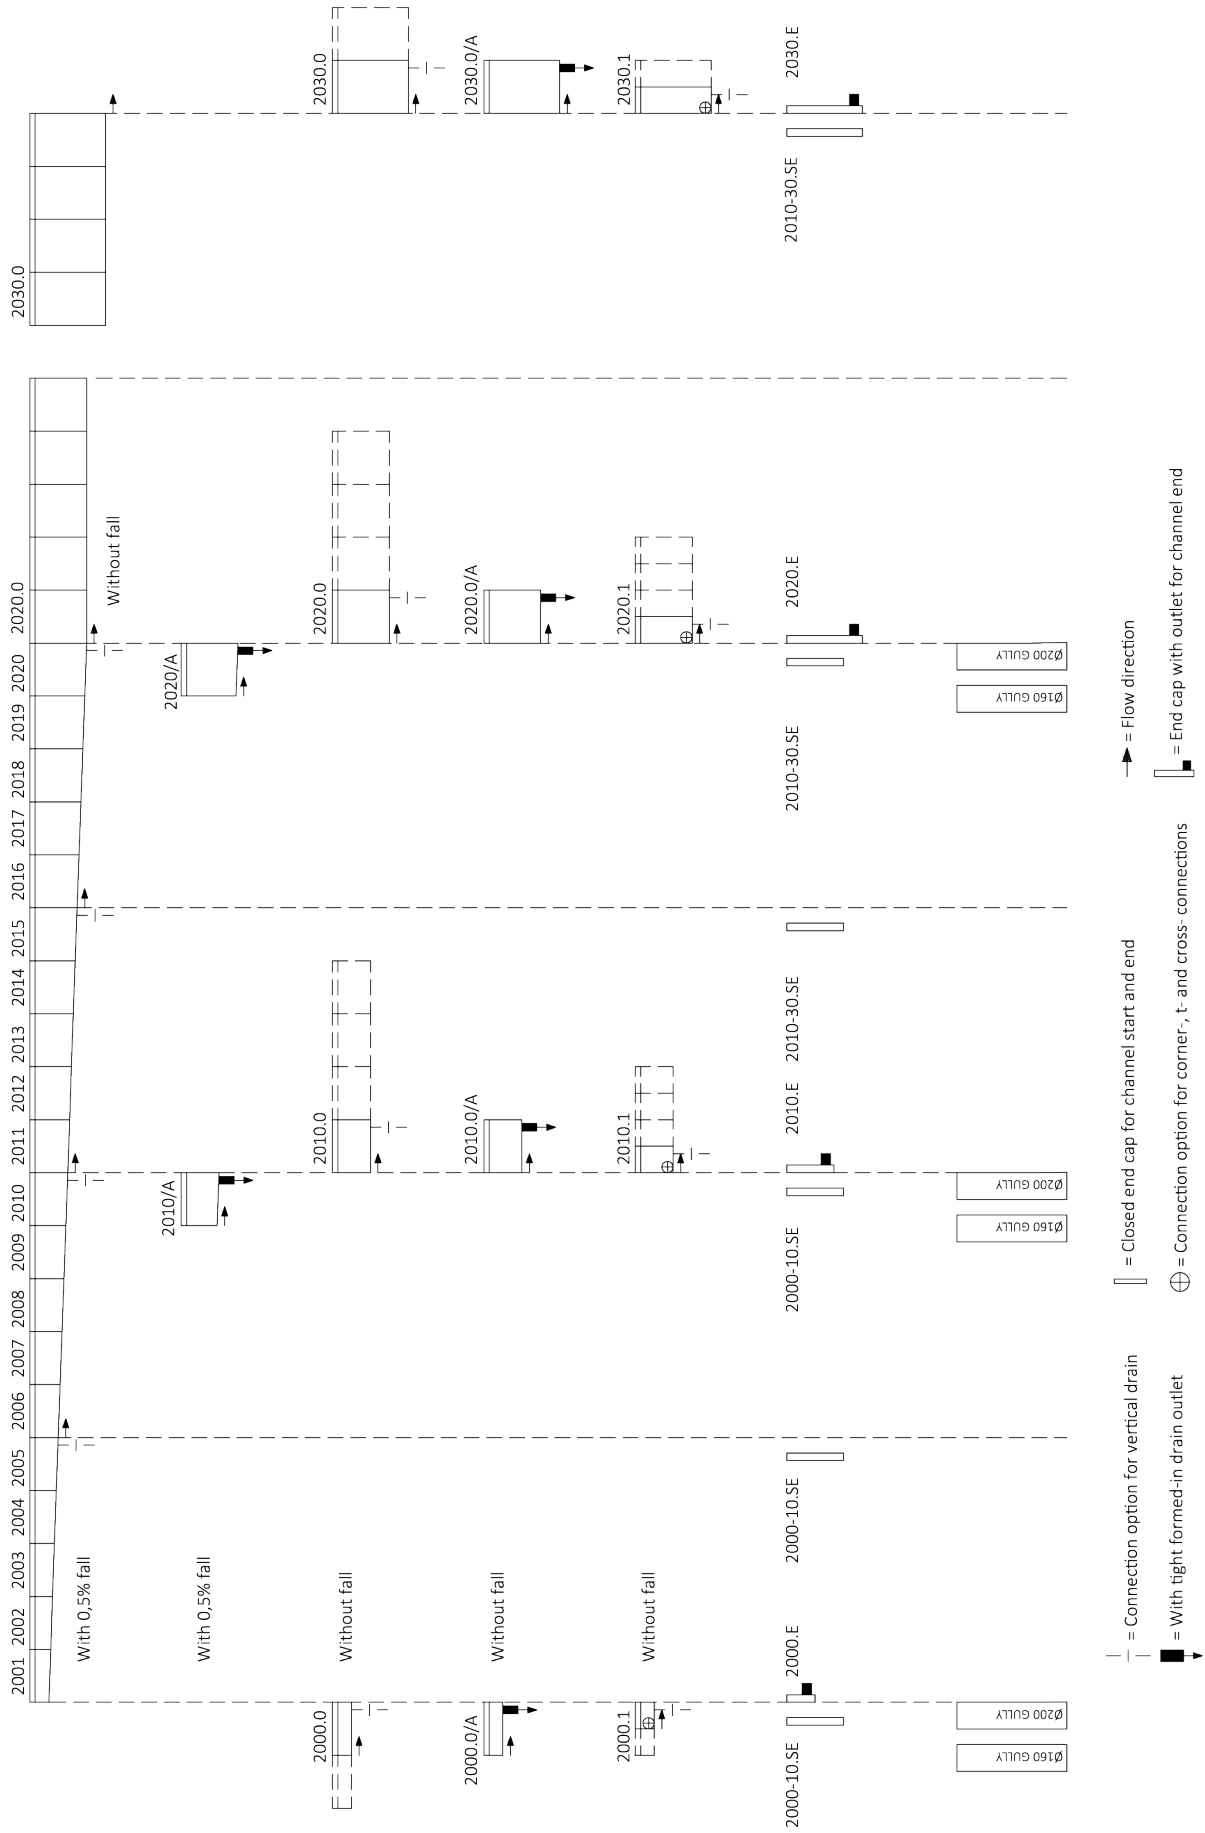 2001 2002 2003 2004 2005 2006 2007 2008 2009 2010 2011 2012 2013 2014 2015 2016 2017 2018 2019 2020 2020.0 2030.0
With 0,5% fall
Without fall
With 0,5% fall
2010/A
2020/A
2000.0
Without fall
2010.0
2020.0
2030.0
2000.0/A
Without fall
2010.0/A
2020.0/A
2030.0/A
2000.1
Without fall
2010.1
2020.1
2030.1
2000-10.SE
2000.E
2000-10.SE
2000-10.SE
2010.E
2010-30.SE
2010-30.SE
2020.E
2010-30.SE
2030.E
Ø160 GULLY
Ø200 GULLY
Ø160 GULLY
Ø200 GULLY
Ø160 GULLY
Ø200 GULLY
= Connection option for vertical drain
= Closed end cap for channel start and end
= Flow direction
= With tight formed-in drain outlet
= Connection option for corner-, t- and cross- connections
= End cap with outlet for channel end